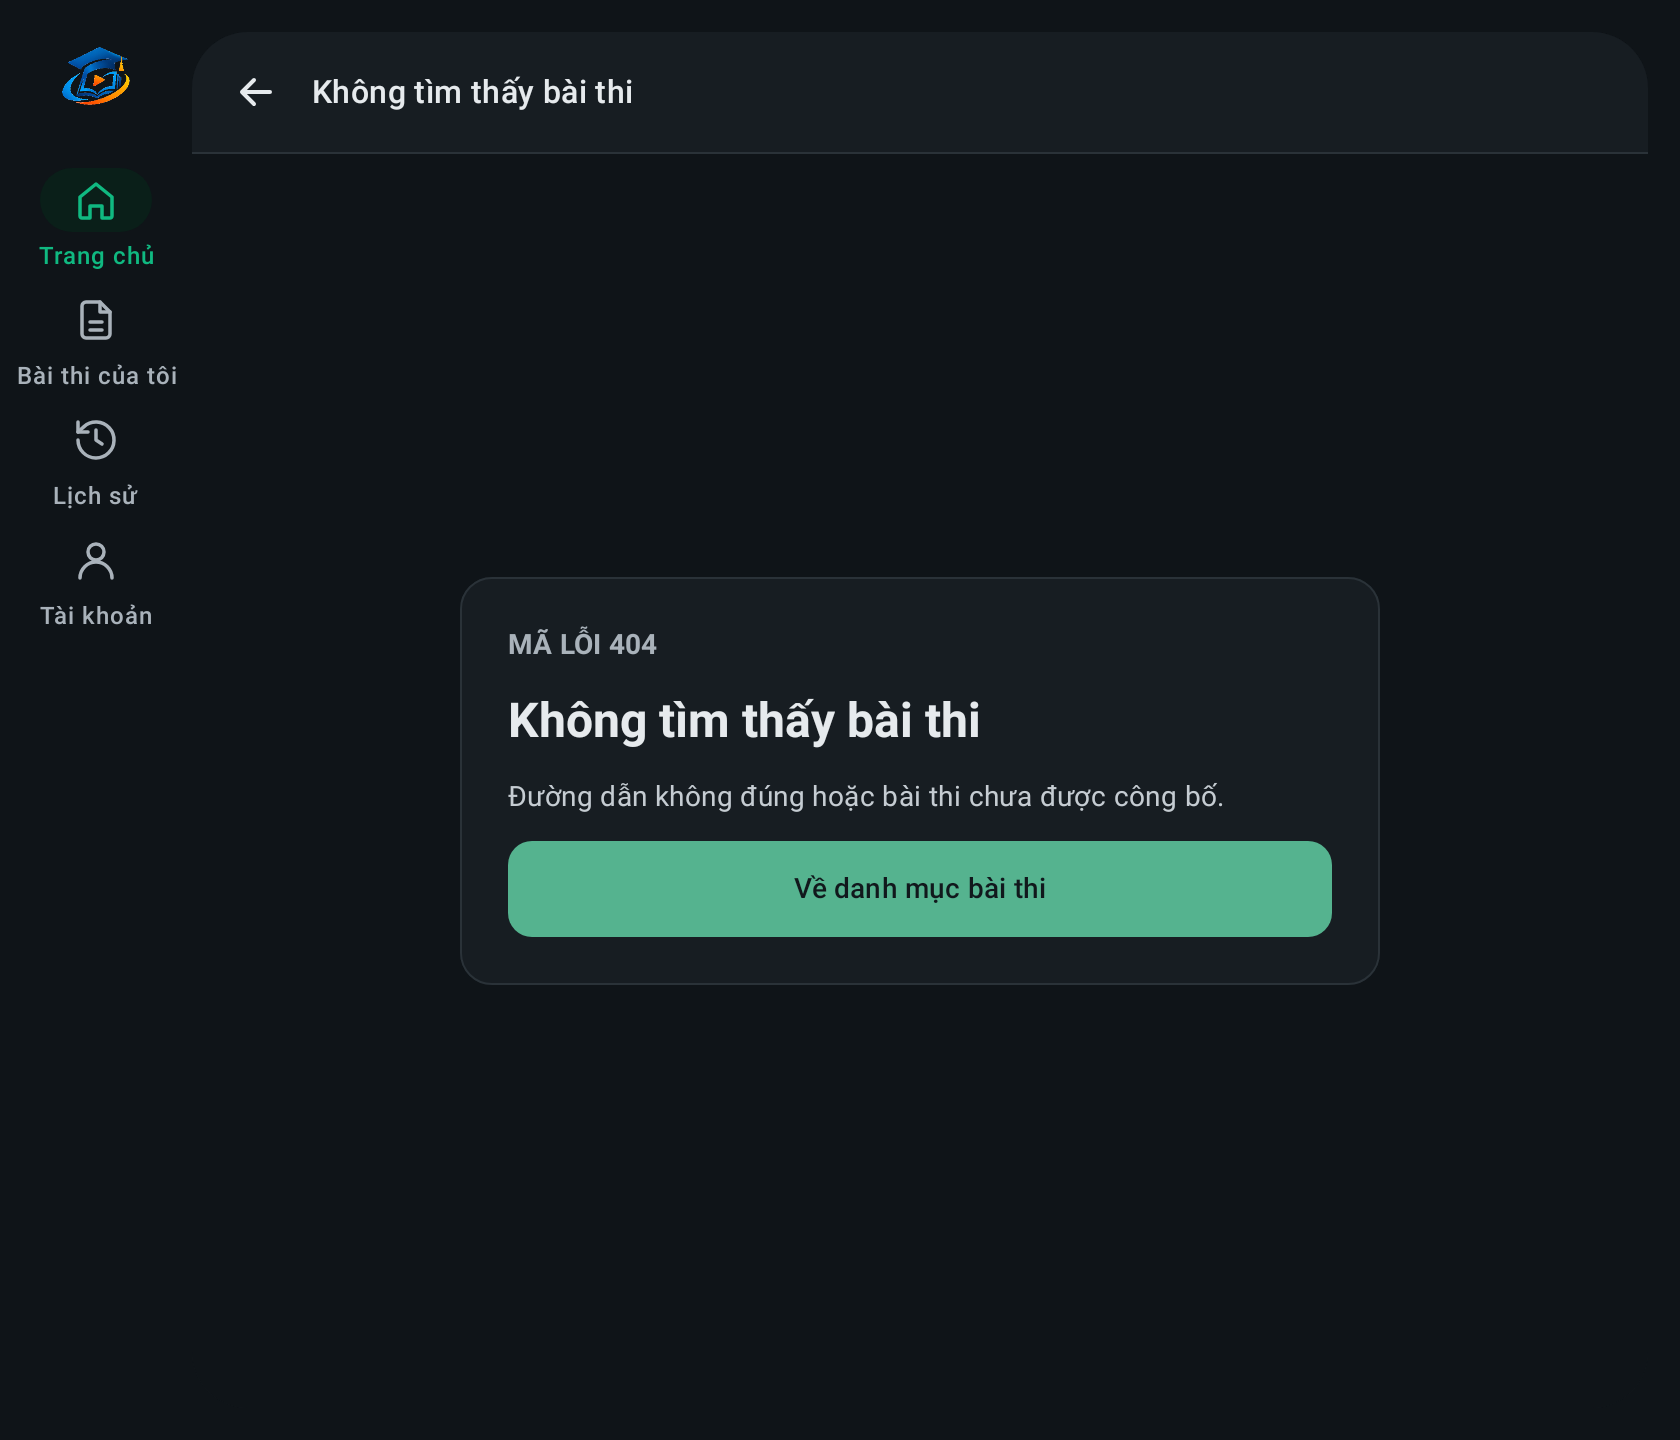 Không tìm thấy bài thi
Trang chủ
Bài thi của tôi
Lịch sử
Tài khoản
MÃ LỖI 404
Không tìm thấy bài thi
Đường dẫn không đúng hoặc bài thi chưa được công bố.
Về danh mục bài thi